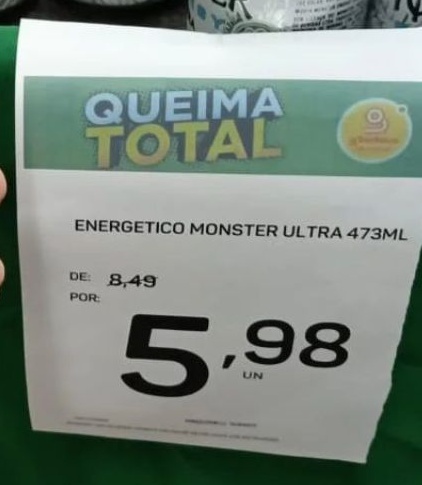 QUEIMA
TOTAL
ENERGETICO MONSTER ULTRA 473ML
DE: 8,49
POR:
5,98
UN